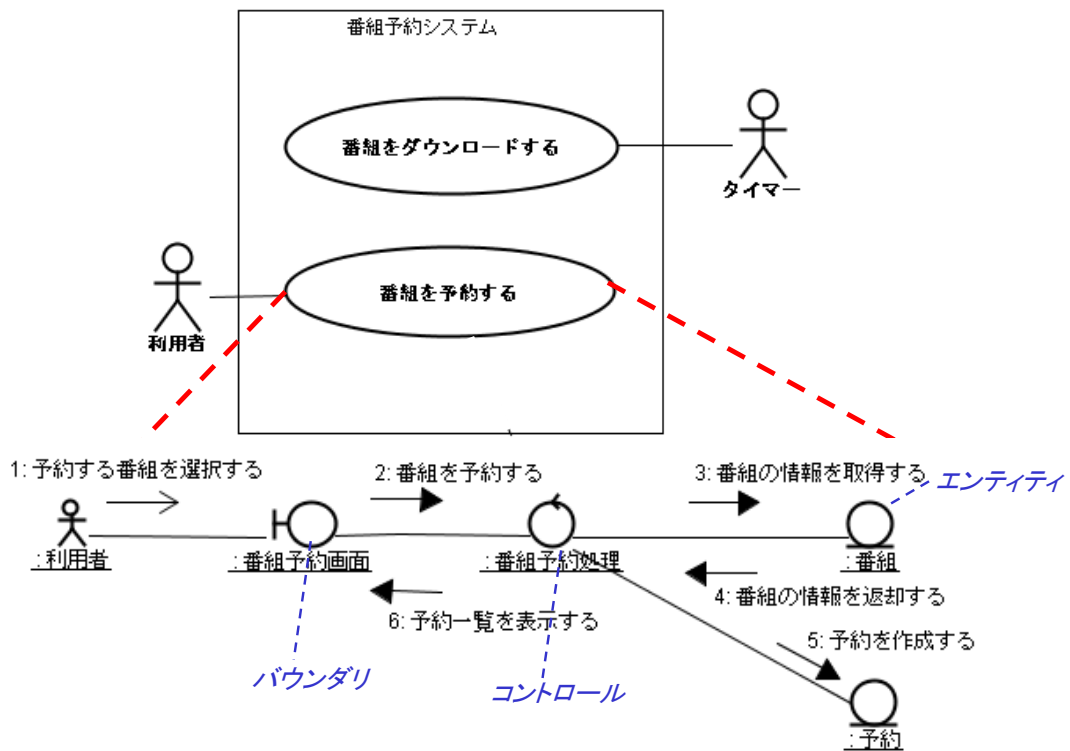 番組予約システム
番組をダウンロードする
タイマー
番組を予約する
利用者
1: 予約する番組を選択する
2: 番組を予約する
3: 番組の情報を取得する
エンティティ
:利用者
:番組予約画面
:番組予約処理
:番組
4: 番組の情報を返却する
6: 予約一覧を表示する
5: 予約を作成する
バウンダリ
コントロール
:予約